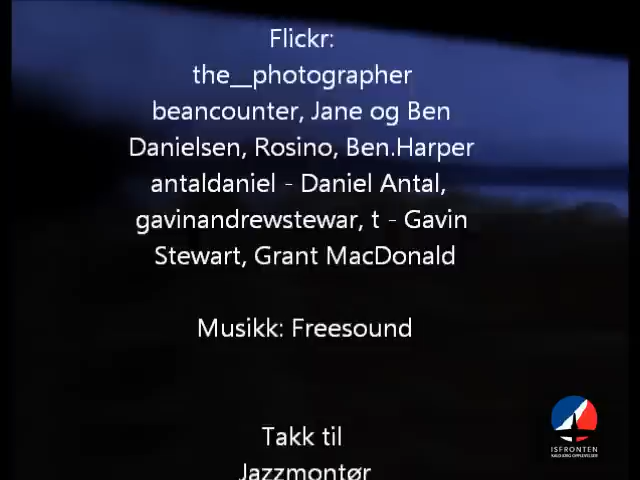 Flickr:
the__photographer
beancounter, Jane og Ben
Danielsen, Rosino, Ben.Harper
antaldaniel - Daniel Antal,
gavinandrewstewar, t - Gavin
Stewart, Grant MacDonald
Musikk: Freesound
Takk til
Jazzmontør
ISFRONTEN